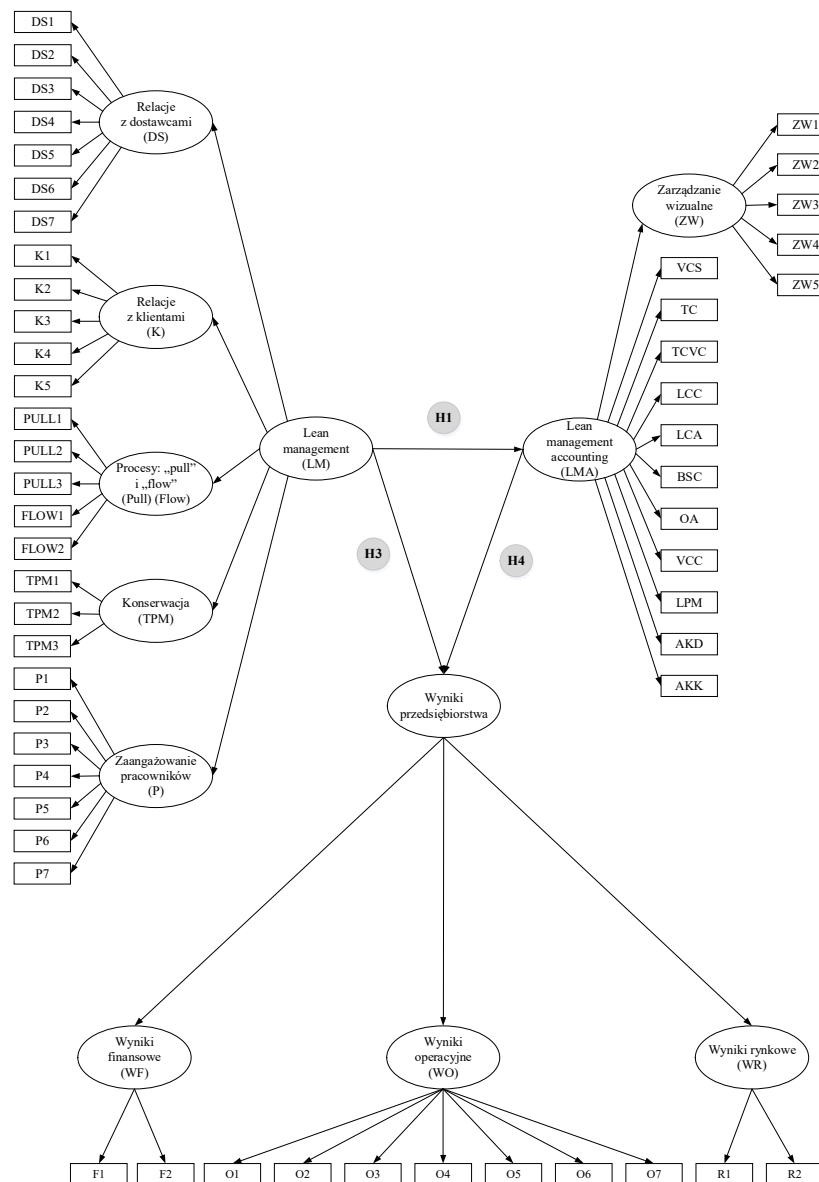 DS1
DS2
DS3
DS4
DS5
DS6
DS7
Relacje
z dostawcami
(DS)
K1
K2
K3
K4
K5
Relacje
z klientami
(K)
PULL1
PULL2
PULL3
FLOW1
FLOW2
Procesy: „pull”
i „flow”
(Pull) (Flow)
TPM1
TPM2
TPM3
Konserwacja
(TPM)
P1
P2
P3
P4
P5
P6
P7
Zaangażowanie
pracowników
(P)
Lean
management
(LM)
H1
H3
H4
Lean
management
accounting
(LMA)
Zarządzanie
wizualne
(ZW)
ZW1
ZW2
ZW3
ZW4
ZW5
VCS
TC
TCVC
LCC
LCA
BSC
OA
VCC
LPM
AKD
AKK
Wyniki
przedsiębiorstwa
Wyniki
finansowe
(WF)
Wyniki
operacyjne
(WO)
Wyniki rynkowe
(WR)
F1
F2
O1
O2
O3
O4
O5
O6
O7
R1
R2